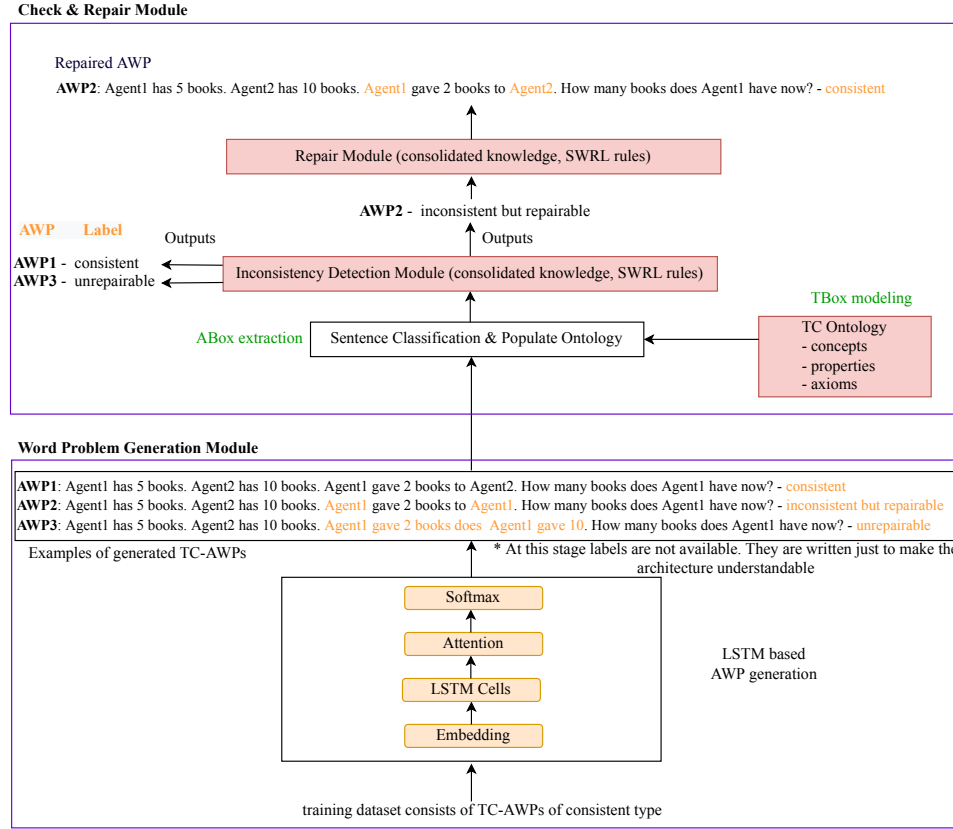 Check & Repair Module
Repaired AWP
AWP2: Agent1 has 5 books. Agent2 has 10 books. Agent1 gave 2 books to Agent2. How many books does Agent1 have now? - consistent
Repair Module (consolidated knowledge, SWRL rules)
AWP2 - inconsistent but repairable
AWP Label
Outputs
Outputs
AWP1 - consistent
AWP3 - unrepairable
Inconsistency Detection Module (consolidated knowledge, SWRL rules)
TBox modeling
ABox extraction
Sentence Classification & Populate Ontology
TC Ontology
- concepts
- properties
- axioms
Word Problem Generation Module
AWP1: Agent1 has 5 books. Agent2 has 10 books. Agent1 gave 2 books to Agent2. How many books does Agent1 have now? - consistent
AWP2: Agent1 has 5 books. Agent2 has 10 books. Agent1 gave 2 books to Agent1. How many books does Agent1 have now? - inconsistent but repairable
AWP3: Agent1 has 5 books. Agent2 has 10 books. Agent1 gave 2 books does Agent1 gave 10. How many books does Agent1 have now? - unrepairable
Examples of generated TC-AWPs
* At this stage labels are not available. They are written just to make the
architecture understandable
Softmax
Attention
LSTM Cells
Embedding
LSTM based
AWP generation
training dataset consists of TC-AWPs of consistent type